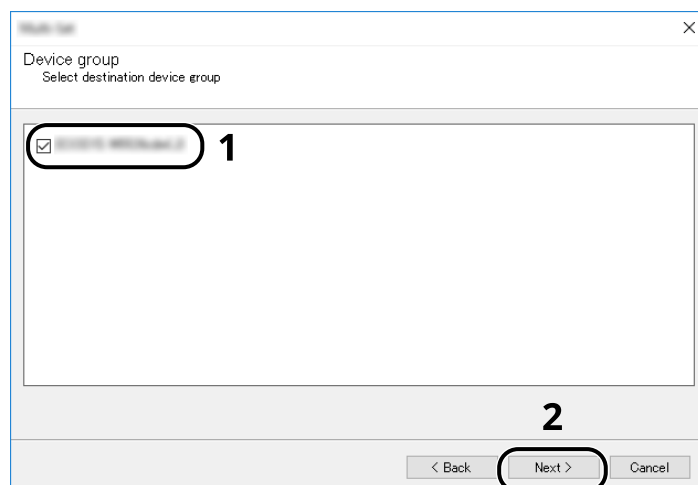 Device group
Select destination device group
1
2
< Back
Next >
Cancel